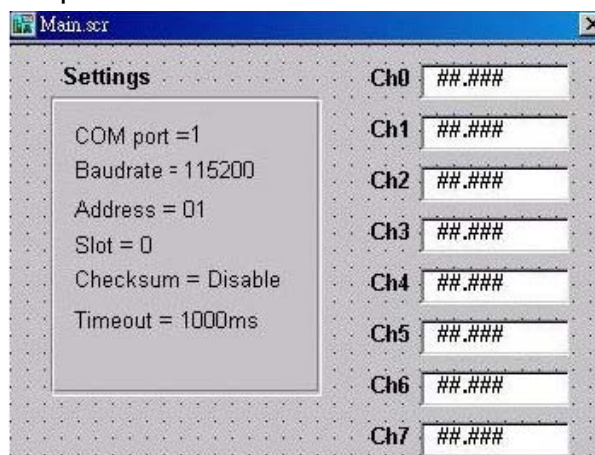 Main.scr
Settings
COM port =1
Baudrate = 115200
Address = 01
Slot = 0
Checksum = Disable
Timeout = 1000ms
Ch0 ##.###
Ch1 ##.###
Ch2 ##.###
Ch3 ##.###
Ch4 ##.###
Ch5 ##.###
Ch6 ##.###
Ch7 ##.###